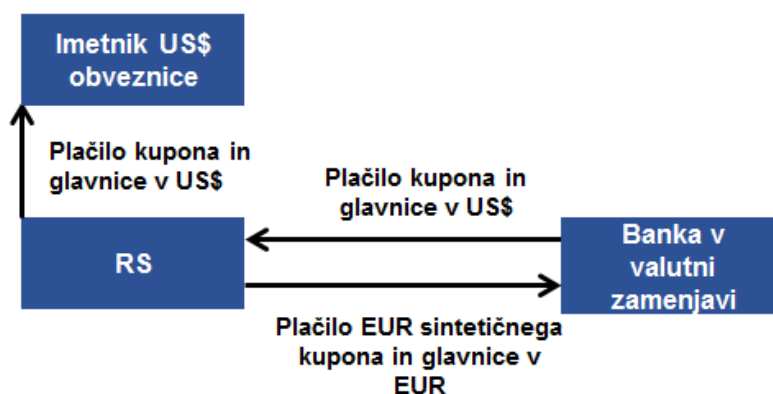 Imetnik US$
obveznice
Plačilo kupona in
glavnice v US$
Plačilo kupona in
glavnice v US$
RS
Banka v
valutni
zamenjavi
Plačilo EUR sintetičnega
kupona in glavnice v
EUR